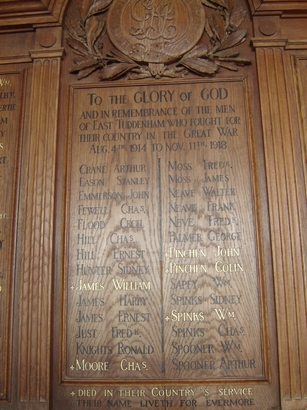 TO THE GLORY OF GOD
AND IN REMEMBRANCE OF THE MEN
OF EAST TUDDENHAM WHO FOUGHT FOR
THEIR COUNTRY IN THE GREAT WAR
AUG. 4TH 1914 TO NOV. 11TH 1918.
CRANE ARTHUR
EASON STANLEY
EMMERSON JOHN
FEWELL CHAS.
FLOOD CECIL
HILL CHAS.
HILL ERNEST
HUNTER SIDNEY
+JAMES WILLIAM
JAMES HARRY
JAMES ERNEST
JUST FREDK.
KNIGHTS RONALD
+MOORE CHAS.
MOSS FREDK.
MOSS JAMES
NEAVE WALTER
NEAVE FRANK
NEVE FREDK.
PALMER GEORGE
+PINCHEN JOHN
+PINCHEN COLIN
SAPEY WM.
SPINKS SIDNEY
+SPINKS WM.
SPINKS CHAS.
SPOONER WM.
SPOONER ARTHUR
+DIED IN THEIR COUNTRY'S SERVICE
THEIR NAME LIVETH FOR EVERMORE